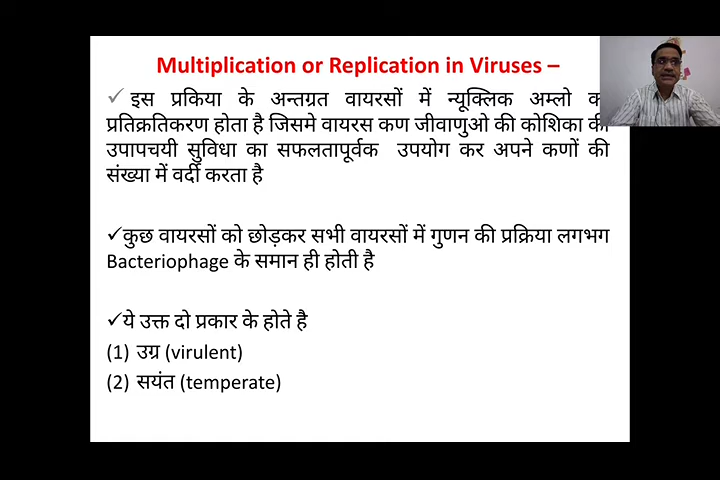 Multiplication or Replication in Viruses –
✓ इस प्रकिया के अन्तग्रत वायरसों में न्यूक्लिक अम्लो
प्रतिक्रतिकरण होता है जिसमे वायरस कण जीवाणुओ की कोशिका की
उपापचयी सुविधा का सफलतापूर्वक उपयोग कर अपने कणों की
संख्या में वर्दी करता है
✓कुछ वायरसों को छोड़कर सभी वायरसों में गुणन की प्रक्रिया लगभग
Bacteriophage के समान ही होती है
✓ये उक्त दो प्रकार के होते है
(1) उग्र (virulent)
(2) सयंत (temperate)